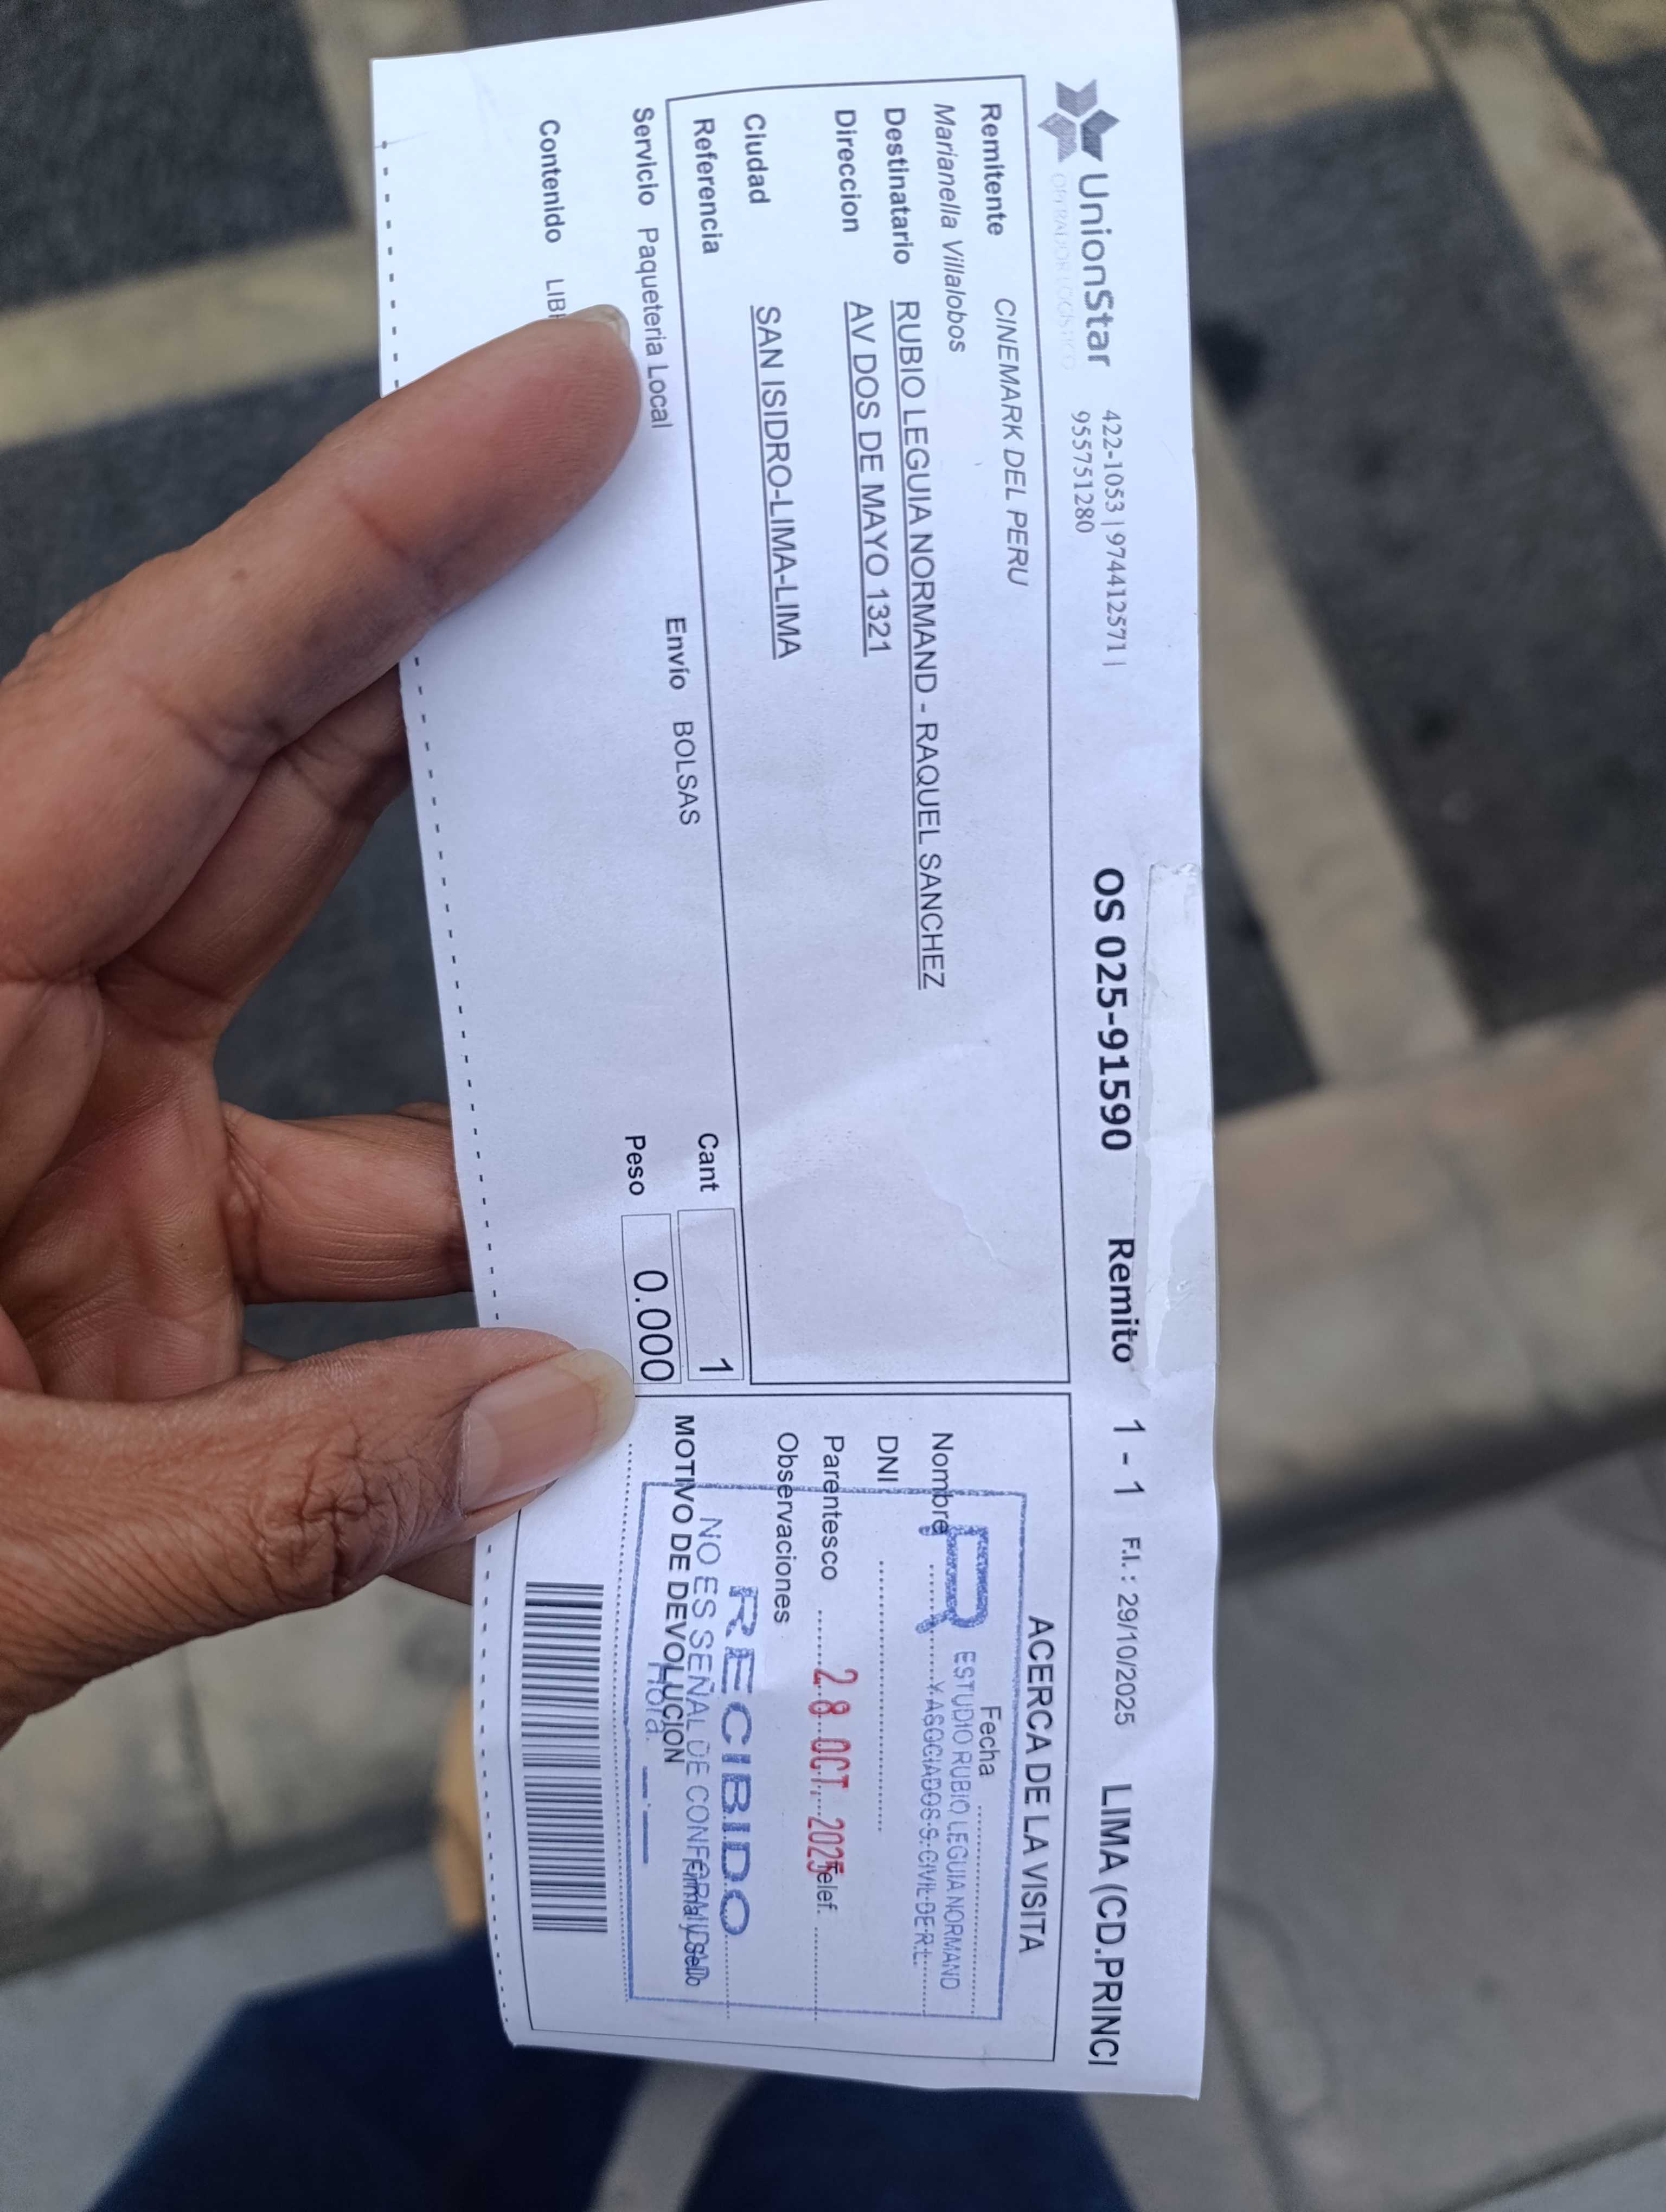 UnionStar
OPERADOR LOGISTICO
422-1053 | 974412571 |
955751280
OS 025-91590
Remito 1 - 1
F.I. : 29/10/2025
LIMA (CD.PRINCI
Remitente CINEMARK DEL PERU
Marianella Villalobos
Destinatario RUBIO LEGUIA NORMAND - RAQUEL SANCHEZ
Direccion AV DOS DE MAYO 1321
Ciudad SAN ISIDRO-LIMA-LIMA
Referencia
Servicio Paqueteria Local
Envío BOLSAS
Cant 1
Peso 0.000
Contenido
ACERCA DE LA VISITA
Fecha
Nombre
DNI
Parentesco
Telef.
Observaciones
Firma y Sello
MOTIVO DE DEVOLUCION
R
ESTUDIO RUBIO LEGUIA NORMAND
Y ASOCIADOS S. CIVIL DE R.L.
28 OCT. 2025
RECIBIDO
NO ES SEÑAL DE CONFORMIDAD
Hora: